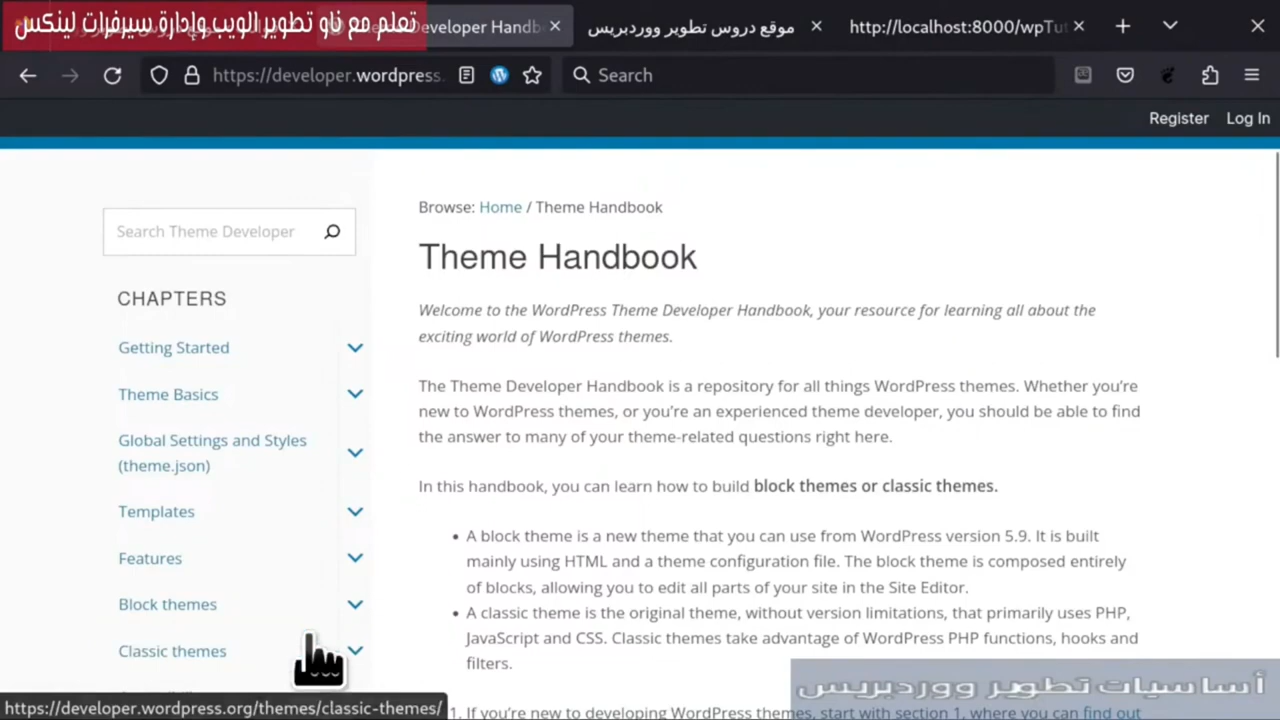 تعلم مع ناو تطوير الويب وإدارة سيرفرات لينكس
Developer Handb
موقع دروس تطوير ووردبريس
http://localhost:8000/wpTut
https://developer.wordpress.
Search
Register Log In
Search Theme Developer
CHAPTERS
Getting Started
Theme Basics
Global Settings and Styles
(theme.json)
Templates
Features
Block themes
Classic themes
Browse: Home / Theme Handbook
Theme Handbook
Welcome to the WordPress Theme Developer Handbook, your resource for learning all about the
exciting world of WordPress themes.
The Theme Developer Handbook is a repository for all things WordPress themes. Whether you're
new to WordPress themes, or you're an experienced theme developer, you should be able to find
the answer to many of your theme-related questions right here.
In this handbook, you can learn how to build block themes or classic themes.
• A block theme is a new theme that you can use from WordPress version 5.9. It is built
mainly using HTML and a theme configuration file. The block theme is composed entirely
of blocks, allowing you to edit all parts of your site in the Site Editor.
• A classic theme is the original theme, without version limitations, that primarily uses PHP,
JavaScript and CSS. Classic themes take advantage of WordPress PHP functions, hooks and
filters.
1. If you're new to developing WordPress themes, start with section 1, where you can find out
أساسيات تطوير ووردبريس
https://developer.wordpress.org/themes/classic-themes/